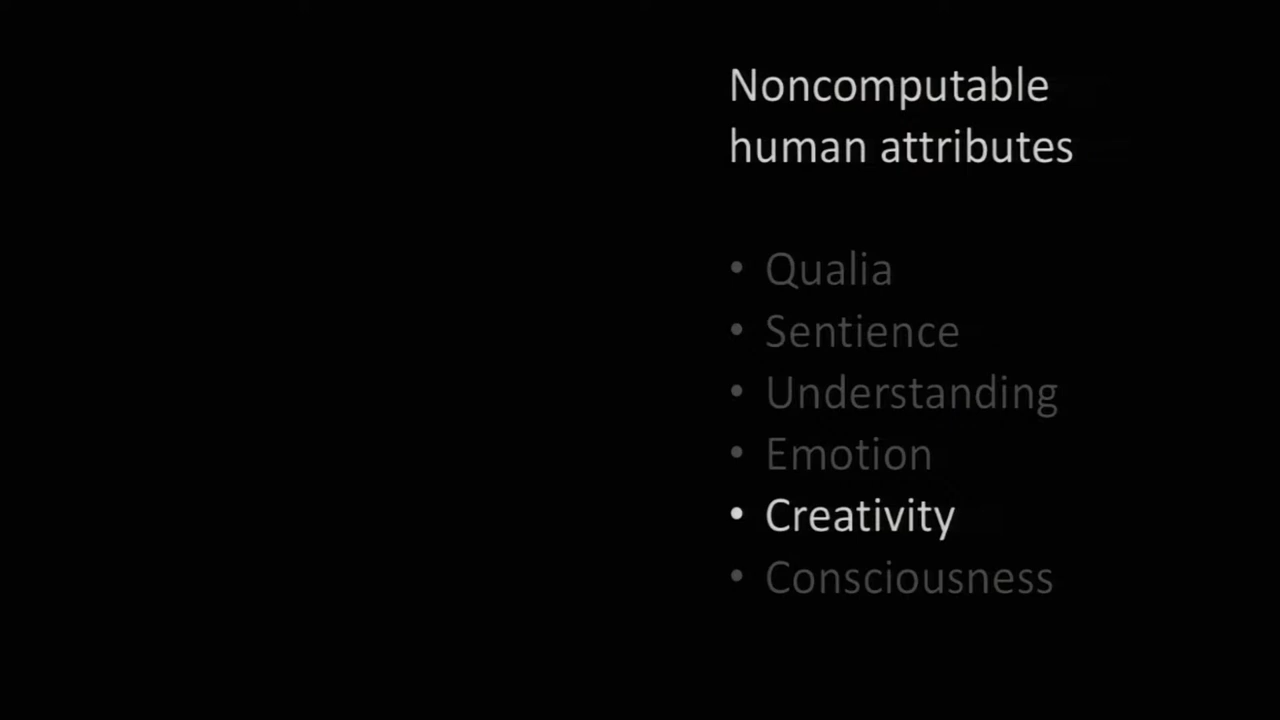 Noncomputable
human attributes
• Qualia
• Sentience
• Understanding
• Emotion
• Creativity
• Consciousness